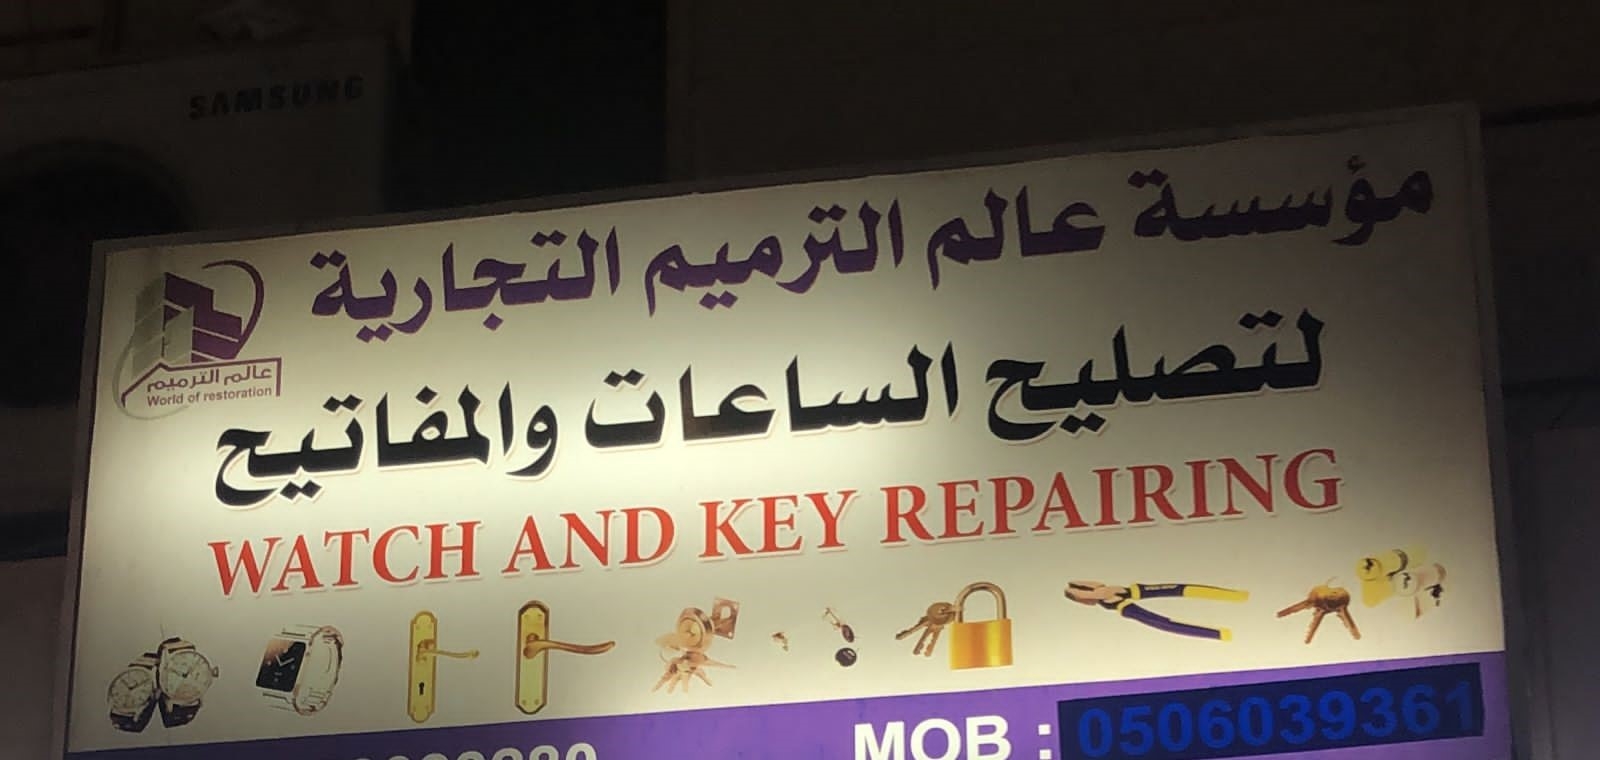 SAMSUNG
مؤسسة عالم الترميم التجارية
عالم الترميم
World of restoration
لتصليح الساعات والمفاتيح
WATCH AND KEY REPAIRING
MOB : 0506039361